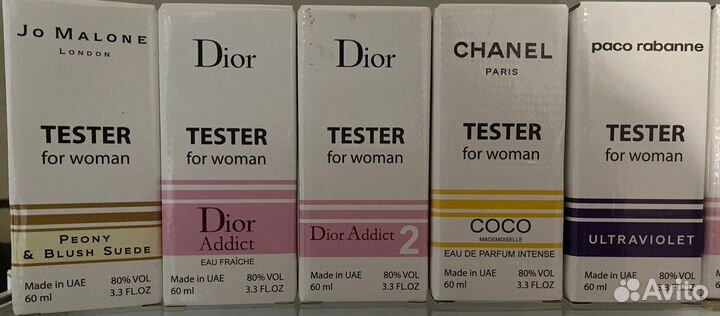 JO MALONE
LONDON
TESTER
for woman
PEONY
& BLUSH SUEDE
Made in UAE 80% VOL
60 ml 3.3 FL.OZ
Dior
TESTER
for woman
Dior
Addict
EAU FRAÎCHE
Made in UAE 80% VOL
60 ml 3.3 FL.OZ
Dior
TESTER
for woman
Dior Addict 2
Made in UAE 80% VOL
60 ml 3.3 FL.OZ
CHANEL
PARIS
TESTER
for woman
COCO
MADEMOISELLE
EAU DE PARFUM INTENSE
Made in UAE 80% VOL
60 ml 3.3 FL.OZ
paco rabanne
TESTER
for woman
ULTRAVIOLET
Made in UAE 80% VOL
60 ml 3.3 FL.OZ
Avito